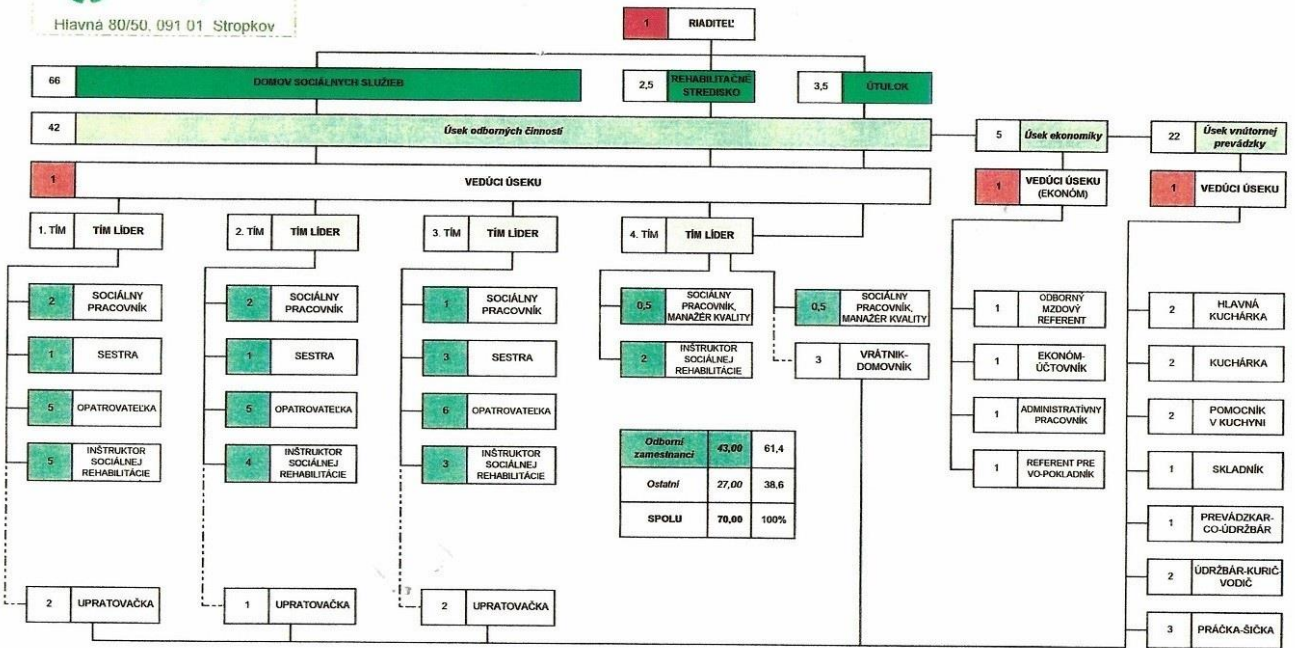 Hlavná 80/50, 091 01 Stropkov
1 RIADITEĽ
66 DOMOV SOCIÁLNYCH SLUŽIEB
2,5 REHABILITAČNÉ
STREDISKO
3,5 ÚTULOK
42 Úsek odborných činností
5 Úsek ekonomiky
22 Úsek vnútornej
prevádzky
1 VEDÚCI ÚSEKU
1 VEDÚCI ÚSEKU
(EKONÓM)
1 VEDÚCI ÚSEKU
1. TÍM TÍM LÍDER
2. TÍM TÍM LÍDER
3. TÍM TÍM LÍDER
4. TÍM TÍM LÍDER
2 SOCIÁLNY
PRACOVNÍK
1 SESTRA
5 OPATROVATEĽKA
5 INŠTRUKTOR
SOCIÁLNEJ
REHABILITÁCIE
2 UPRATOVAČKA
2 SOCIÁLNY
PRACOVNÍK
1 SESTRA
5 OPATROVATEĽKA
4 INŠTRUKTOR
SOCIÁLNEJ
REHABILITÁCIE
1 UPRATOVAČKA
1 SOCIÁLNY
PRACOVNÍK
3 SESTRA
6 OPATROVATEĽKA
3 INŠTRUKTOR
SOCIÁLNEJ
REHABILITÁCIE
2 UPRATOVAČKA
0,5 SOCIÁLNY
PRACOVNÍK,
MANAŽÉR KVALITY
2 INŠTRUKTOR
SOCIÁLNEJ
REHABILITÁCIE
0,5 SOCIÁLNY
PRACOVNÍK,
MANAŽÉR KVALITY
3 VRÁTNIK-
DOMOVNÍK
Odborní
zamestnanci 43,00 61,4
Ostatní 27,00 38,6
SPOLU 70,00 100%
1 ODBORNÝ
MZDOVÝ
REFERENT
1 EKONÓM-
ÚČTOVNÍK
1 ADMINISTRATÍVNY
PRACOVNÍK
1 REFERENT PRE
VO-POKLADNÍK
2 HLAVNÁ
KUCHÁRKA
2 KUCHÁRKA
2 POMOCNÍK
V KUCHYNI
1 SKLADNÍK
1 PREVÁDZKAR-
CO-ÚDRŽBÁR
2 ÚDRŽBÁR-KURIČ-
VODIČ
3 PRÁČKA-ŠIČKA